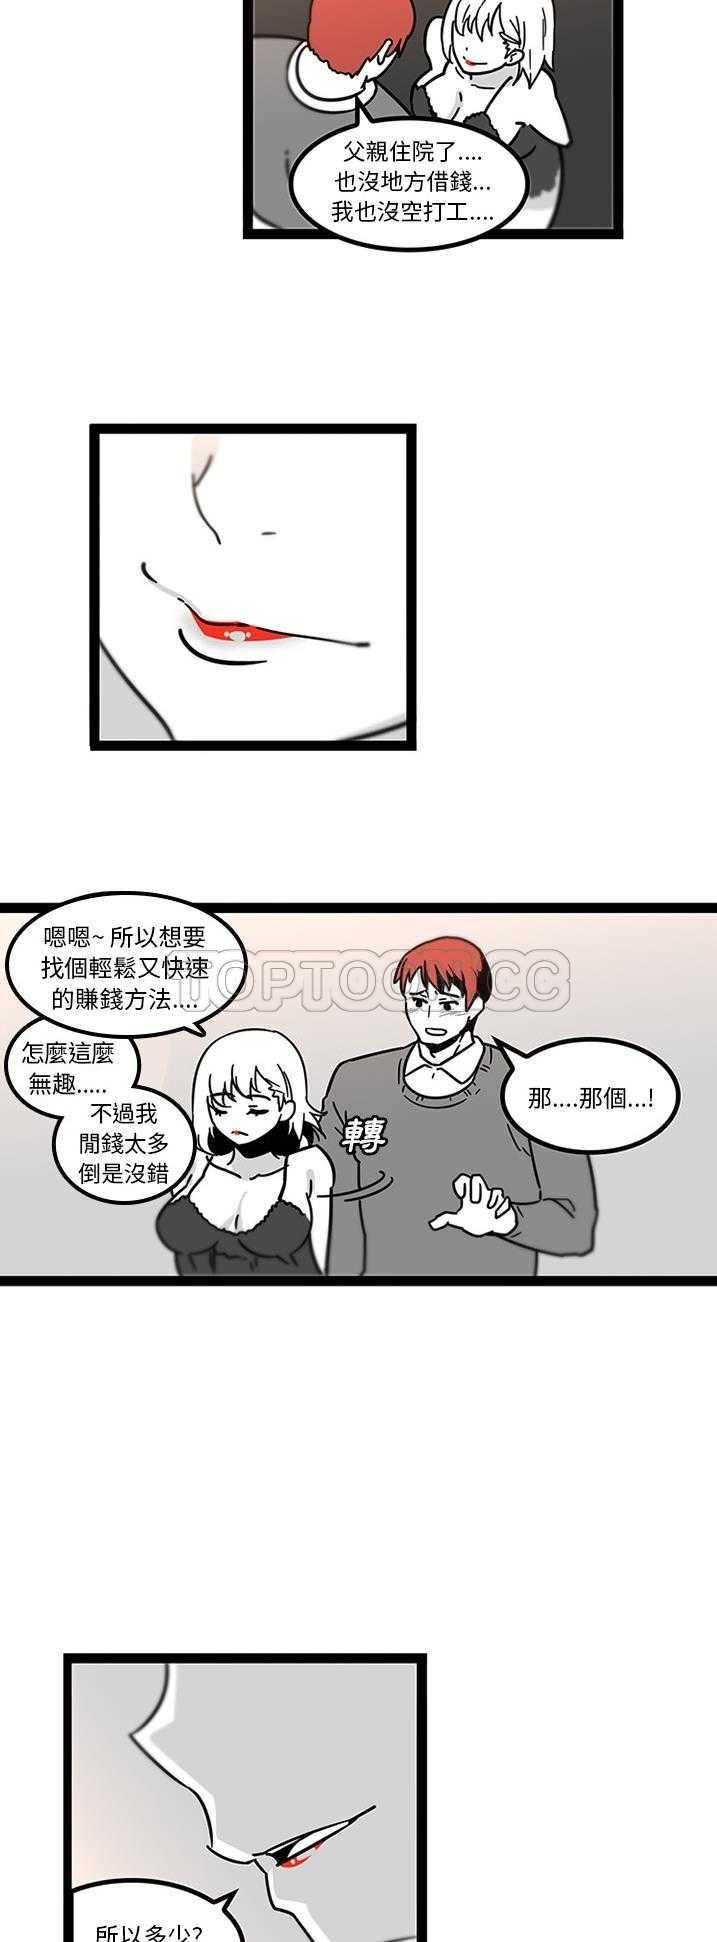 父親住院了....
也沒地方借錢...
我也沒空打工....
嗯嗯~ 所以想要
找個輕鬆又快速
的賺錢方法....
TOPTOON.CC
怎麼這麼
無趣.....
不過我
閒錢太多
倒是沒錯
轉
那....那個...!
所以多少?